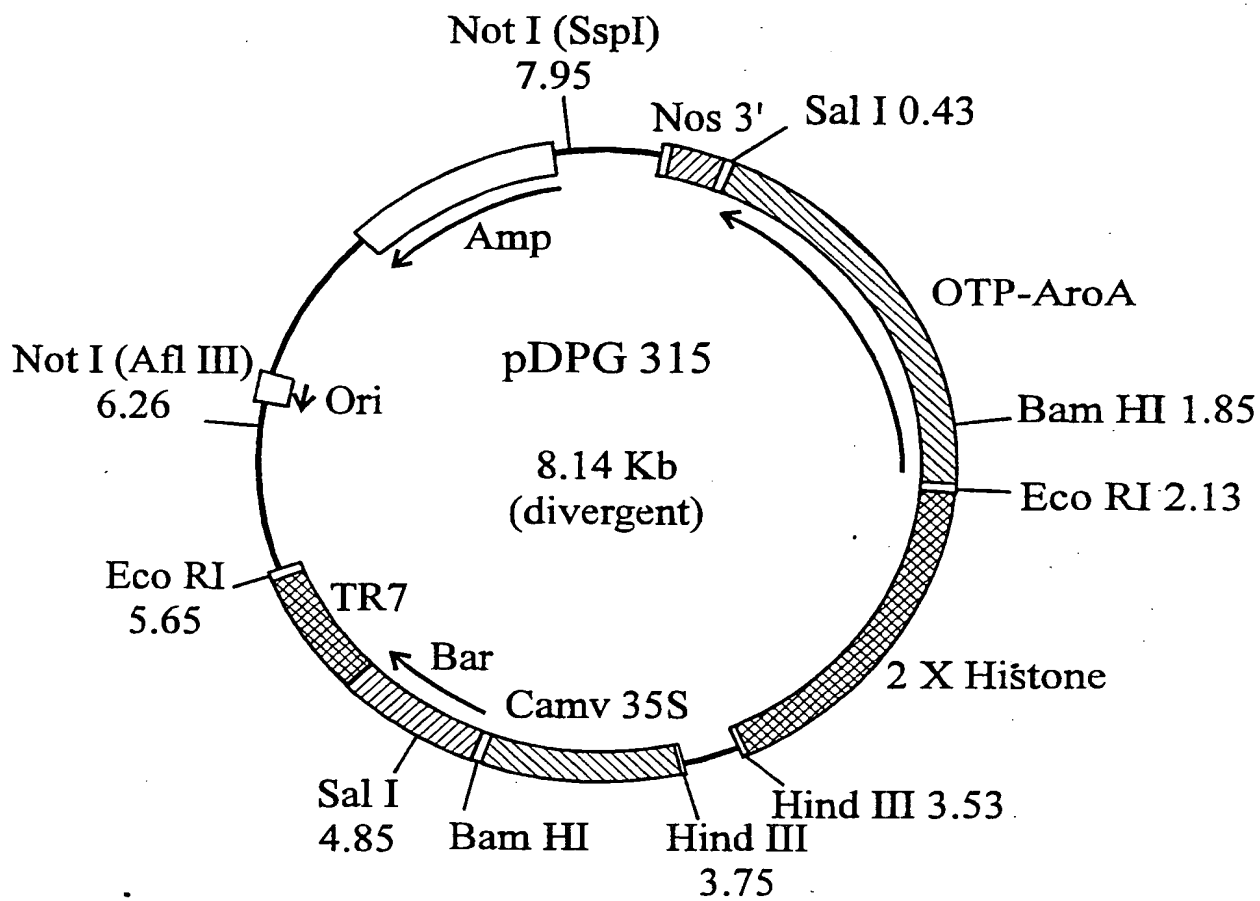 Not I (SspI)
7.95
Nos 3'
Sal I 0.43
Amp
OTP-AroA
Not I (Afl III)
6.26
Ori
pDPG 315
8.14 Kb
(divergent)
Bam HI 1.85
Eco RI 2.13
Eco RI
5.65
TR7
Bar
Camv 35S
2 X Histone
Sal I
4.85
Bam HI
Hind III
3.75
Hind III 3.53